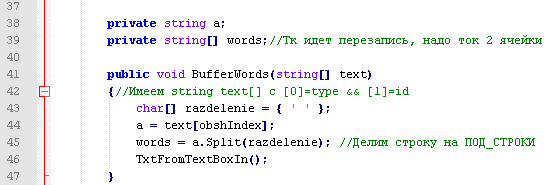 37
38 private string a;
39 private string[] words;//Тк идет перезапись, надо ток 2 ячейки
40
41 public void BufferWords(string[] text)
42 {//Имеем string text[] с [0]=type && [1]=id
43 char[] razdelenie = { ' ' };
44 a = text[obshIndex];
45 words = a.Split(razdelenie); //Делим строку на ПОД_СТРОКИ
46 TxtFromTextBoxIn();
47 }